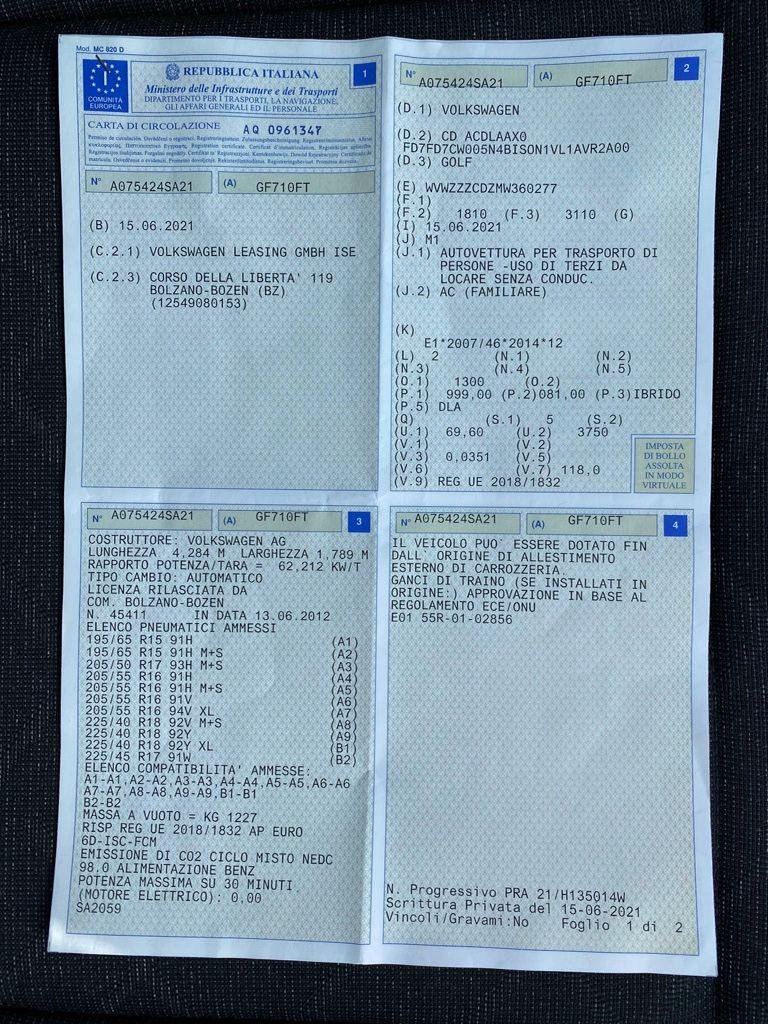 Mod. MC 820 D
I
COMUNITÀ
EUROPEA
REPUBBLICA ITALIANA
1
Ministero delle Infrastrutture e dei Trasporti
DIPARTIMENTO PER I TRASPORTI, LA NAVIGAZIONE,
GLI AFFARI GENERALI ED IL PERSONALE
CARTA DI CIRCOLAZIONE AQ 0961347
N° A075424SA21 (A) GF710FT
(B) 15.06.2021
(C.2.1) VOLKSWAGEN LEASING GMBH ISE
(C.2.3) CORSO DELLA LIBERTA' 119
BOLZANO-BOZEN (BZ)
(12549080153)
N° A075424SA21 (A) GF710FT 2
(D.1) VOLKSWAGEN
(D.2) CD ACDLAAX0
FD7FD7CW005N4BISON1VL1AVR2A00
(D.3) GOLF
(E) WVWZZZCDZMW360277
(F.1)
(F.2) 1810 (F.3) 3110 (G)
(I) 15.06.2021
(J) M1
(J.1) AUTOVETTURA PER TRASPORTO DI
PERSONE -USO DI TERZI DA
LOCARE SENZA CONDUC.
(J.2) AC (FAMILIARE)
(K)
E1*2007/46*2014*12
(L) 2 (N.1) (N.2)
(N.3) (N.4) (N.5)
(O.1) 1300 (O.2)
(P.1) 999,00 (P.2)081,00 (P.3)IBRIDO
(P.5) DLA
(Q) (S.1) 5 (S.2)
(U.1) 69,60 (U.2) 3750
(V.1) (V.2)
(V.3) 0,0351 (V.5)
(V.6) (V.7) 118,0
(V.9) REG UE 2018/1832
IMPOSTA
DI BOLLO
ASSOLTA
IN MODO
VIRTUALE
N° A075424SA21 (A) GF710FT 3
COSTRUTTORE: VOLKSWAGEN AG
LUNGHEZZA 4,284 M LARGHEZZA 1,789 M
RAPPORTO POTENZA/TARA = 62,212 KW/T
TIPO CAMBIO: AUTOMATICO
LICENZA RILASCIATA DA
COM. BOLZANO-BOZEN
N. 45411 IN DATA 13.06.2012
ELENCO PNEUMATICI AMMESSI
195/65 R15 91H (A1)
195/65 R15 91H M+S (A2)
205/50 R17 93H M+S (A3)
205/55 R16 91H (A4)
205/55 R16 91H M+S (A5)
205/55 R16 91V (A6)
205/55 R16 94V XL (A7)
225/40 R18 92V M+S (A8)
225/40 R18 92Y (A9)
225/40 R18 92Y XL (B1)
225/45 R17 91W (B2)
ELENCO COMPATIBILITA' AMMESSE:
A1-A1,A2-A2,A3-A3,A4-A4,A5-A5,A6-A6
A7-A7,A8-A8,A9-A9,B1-B1
B2-B2
MASSA A VUOTO = KG 1227
RISP REG UE 2018/1832 AP EURO
6D-ISC-FCM
EMISSIONE DI CO2 CICLO MISTO NEDC
98.0 ALIMENTAZIONE BENZ
POTENZA MASSIMA SU 30 MINUTI
(MOTORE ELETTRICO): 0,00
SA2059
N° A075424SA21 (A) GF710FT 4
IL VEICOLO PUO` ESSERE DOTATO FIN
DALL` ORIGINE DI ALLESTIMENTO
ESTERNO DI CARROZZERIA.
GANCI DI TRAINO (SE INSTALLATI IN
ORIGINE:) APPROVAZIONE IN BASE AL
REGOLAMENTO ECE/ONU
E01 55R-01-02856
N. Progressivo PRA 21/H135014W
Scrittura Privata del 15-06-2021
Vincoli/Gravami:No Foglio 1 di 2